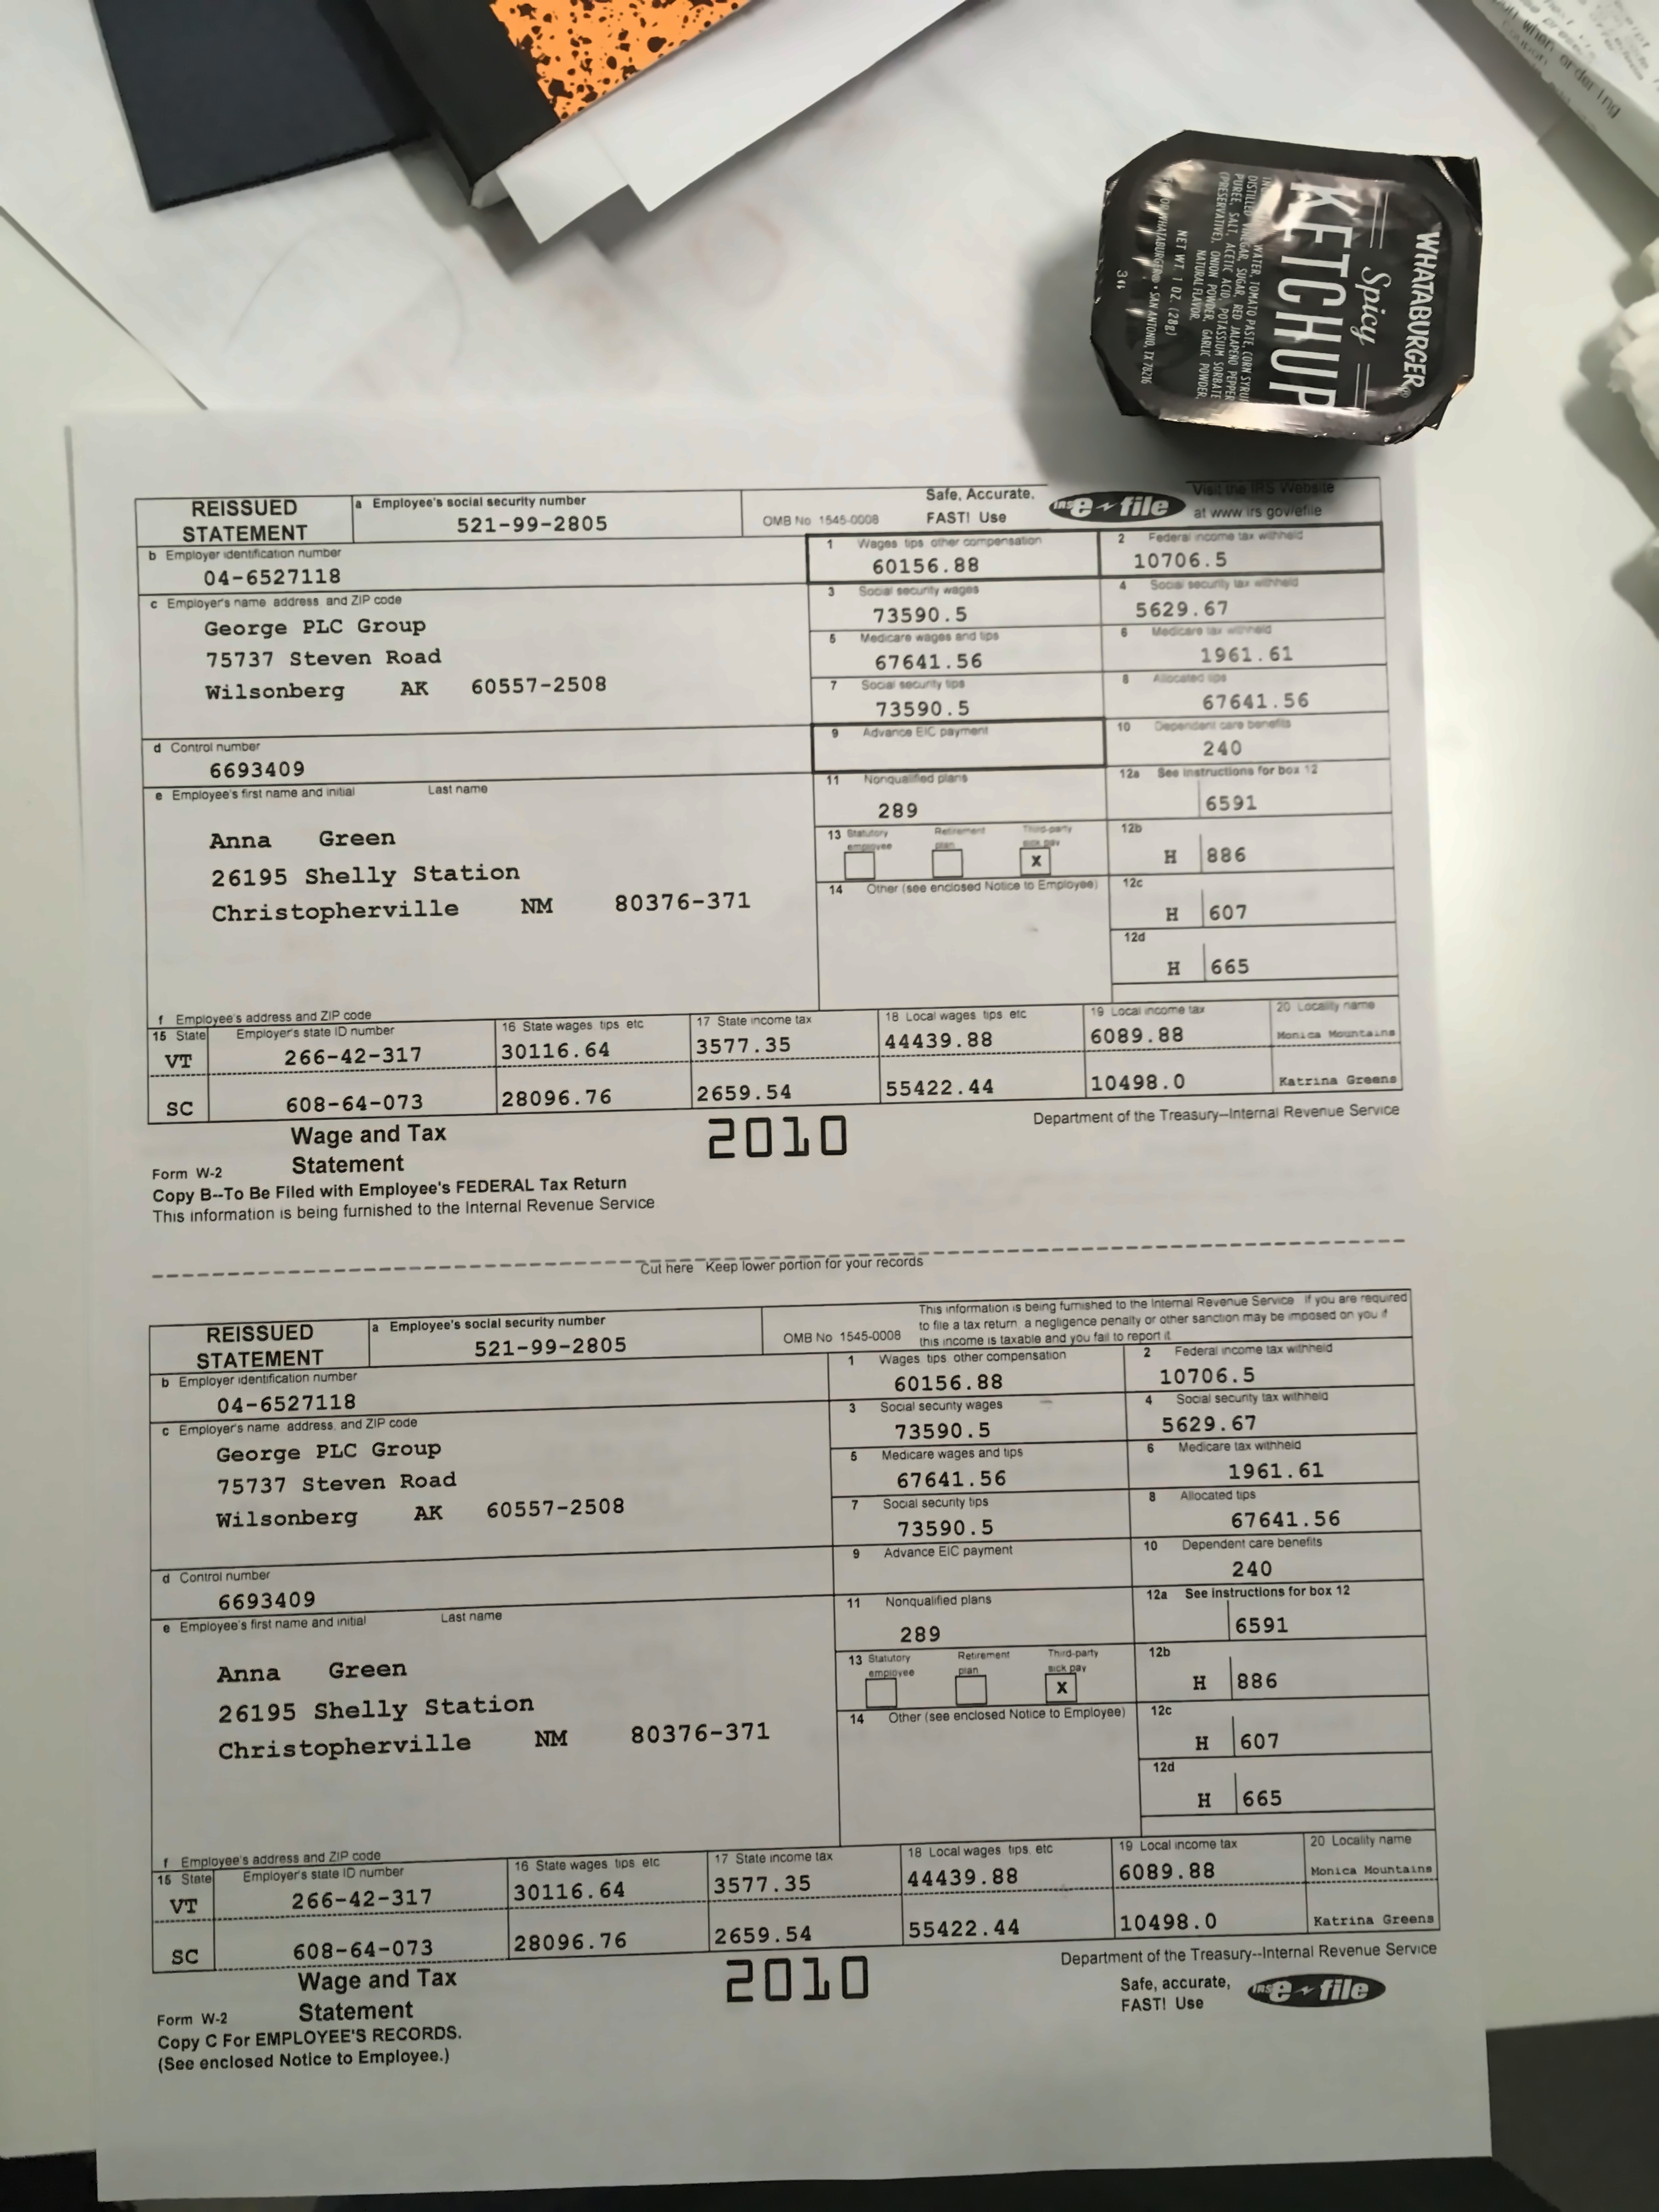 when ordering
WHATABURGER®
Spicy
KETCHUP
WATER, TOMATO PASTE, CORN SYRUP
DISTILLED VINEGAR, SUGAR, RED JALAPEÑO PEPPER
PUREE, SALT, ACETIC ACID, POTASSIUM SORBATE
(PRESERVATIVE), ONION POWDER, GARLIC POWDER,
NATURAL FLAVOR.
NET WT. 1 OZ. (28g)
WHATABURGER® • SAN ANTONIO, TX 78216
REISSUED STATEMENT
a Employee's social security number
521-99-2805
OMB No 1545-0008
Safe, Accurate,
FAST! Use
IRS e-file
Visit the IRS Website
at www irs gov/efile
b Employer identification number
04-6527118
1 Wages tips other compensation
60156.88
2 Federal income tax withheld
10706.5
c Employer's name address and ZIP code
George PLC Group
75737 Steven Road
Wilsonberg AK 60557-2508
3 Social security wages
73590.5
4 Social security tax withheld
5629.67
5 Medicare wages and tips
67641.56
6 Medicare tax withheld
1961.61
7 Social security tips
73590.5
8 Allocated tips
67641.56
d Control number
6693409
9 Advance EIC payment
10 Dependent care benefits
240
e Employee's first name and initial Last name
Anna Green
26195 Shelly Station
Christopherville NM 80376-371
11 Nonqualified plans
289
12a See instructions for box 12
6591
13 Statutory employee Retirement plan Third-party sick pay
X
12b
H 886
14 Other (see enclosed Notice to Employee)
12c
H 607
12d
H 665
f Employee's address and ZIP code
15 State Employer's state ID number 16 State wages tips etc 17 State income tax 18 Local wages tips etc 19 Local income tax 20 Locality name
VT 266-42-317 30116.64 3577.35 44439.88 6089.88 Monica Mountains
SC 608-64-073 28096.76 2659.54 55422.44 10498.0 Katrina Greens
Wage and Tax
Statement
2010
Department of the Treasury--Internal Revenue Service
Form W-2
Copy B--To Be Filed with Employee's FEDERAL Tax Return
This information is being furnished to the Internal Revenue Service
Cut here Keep lower portion for your records
REISSUED STATEMENT
a Employee's social security number
521-99-2805
OMB No 1545-0008
This information is being furnished to the Internal Revenue Service If you are required
to file a tax return a negligence penalty or other sanction may be imposed on you if
this income is taxable and you fail to report it
b Employer identification number
04-6527118
1 Wages tips other compensation
60156.88
2 Federal income tax withheld
10706.5
c Employer's name address, and ZIP code
George PLC Group
75737 Steven Road
Wilsonberg AK 60557-2508
3 Social security wages
73590.5
4 Social security tax withheld
5629.67
5 Medicare wages and tips
67641.56
6 Medicare tax withheld
1961.61
7 Social security tips
73590.5
8 Allocated tips
67641.56
d Control number
6693409
9 Advance EIC payment
10 Dependent care benefits
240
e Employee's first name and initial Last name
Anna Green
26195 Shelly Station
Christopherville NM 80376-371
11 Nonqualified plans
289
12a See instructions for box 12
6591
13 Statutory employee Retirement plan Third-party sick pay
X
12b
H 886
14 Other (see enclosed Notice to Employee)
12c
H 607
12d
H 665
f Employee's address and ZIP code
15 State Employer's state ID number 16 State wages tips etc 17 State income tax 18 Local wages tips, etc 19 Local income tax 20 Locality name
VT 266-42-317 30116.64 3577.35 44439.88 6089.88 Monica Mountains
SC 608-64-073 28096.76 2659.54 55422.44 10498.0 Katrina Greens
Wage and Tax
Statement
2010
Department of the Treasury--Internal Revenue Service
Safe, accurate,
FAST! Use
IRS e-file
Form W-2
Copy C For EMPLOYEE'S RECORDS.
(See enclosed Notice to Employee.)